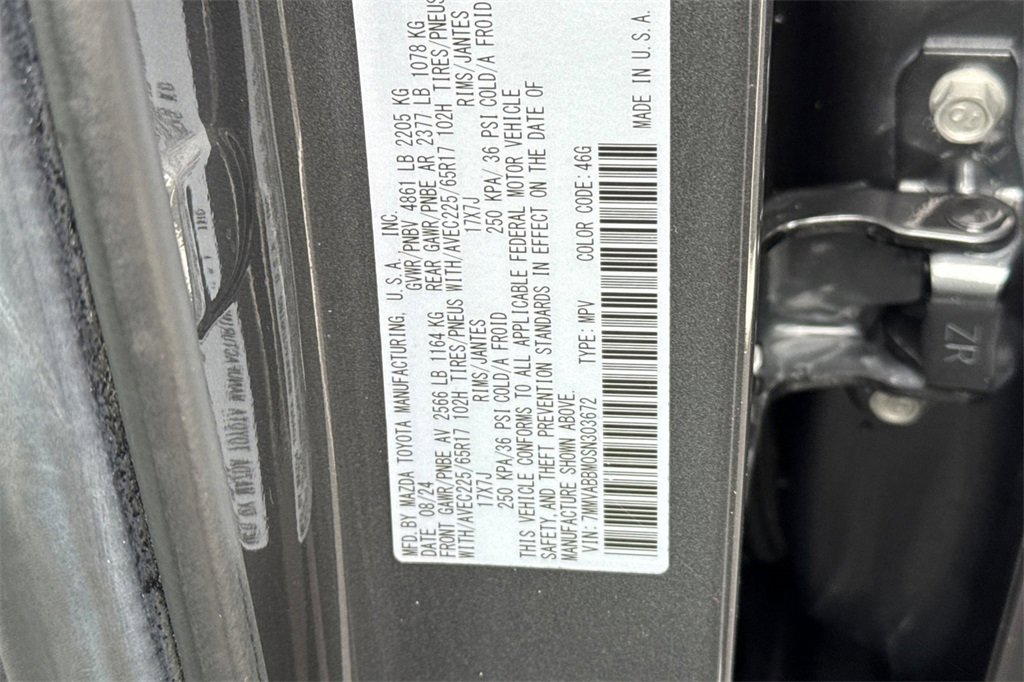 MFD.BY MAZDA TOYOTA MANUFACTURING, U.S.A., INC.
DATE 08/24 GVWR/PNBV 4861 LB 2205 KG
FRONT GAWR/PNBE AV 2566 LB 1164 KG REAR GAWR/PNBE AR 2377 LB 1078 KG
WITH/AVEC225/65R17 102H TIRES/PNEUS WITH/AVEC225/65R17 102H TIRES/PNEUS
17X7J RIMS/JANTES 17X7J RIMS/JANTES
250 KPA/36 PSI COLD/A FROID 250 KPA/ 36 PSI COLD/A FROID
THIS VEHICLE CONFORMS TO ALL APPLICABLE FEDERAL MOTOR VEHICLE
SAFETY AND THEFT PREVENTION STANDARDS IN EFFECT ON THE DATE OF
MANUFACTURE SHOWN ABOVE.
VIN: 7MMVABBM0SN303672 TYPE: MPV COLOR CODE: 46G
MADE IN U.S.A.
8
ZR